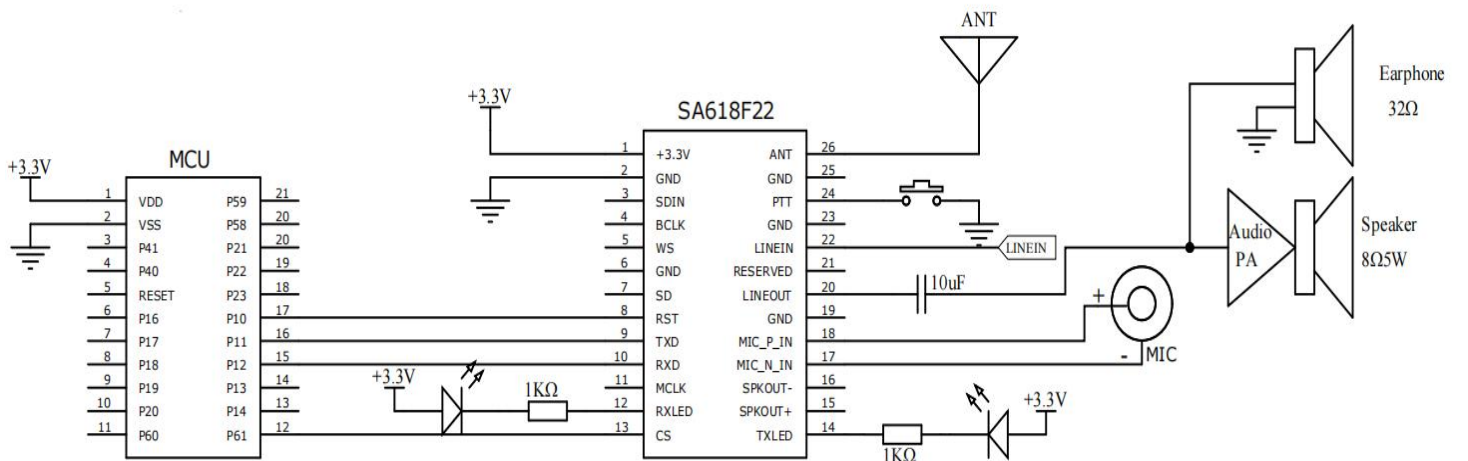 ANT
Earphone
32Ω
+3.3V
SA618F22
MCU
+3.3V
1 VDD P59 21
2 VSS P58 20
3 P41 P21 20
4 P40 P22 19
5 RESET P23 18
6 P16 P10 17
7 P17 P11 16
8 P18 P12 15
9 P19 P13 14
10 P20 P14 13
11 P60 P61 12
1 +3.3V ANT 26
2 GND GND 25
3 SDIN PTT 24
4 BCLK GND 23
5 WS LINEIN 22
6 GND RESERVED 21
7 SD LINEOUT 20
8 RST GND 19
9 TXD MIC_P_IN 18
10 RXD MIC_N_IN 17
11 MCLK SPKOUT- 16
12 RXLED SPKOUT+ 15
13 CS TXLED 14
LINEIN
10uF
Audio
PA
Speaker
8Ω5W
+
-
MIC
+3.3V
1KΩ
+3.3V
1KΩ